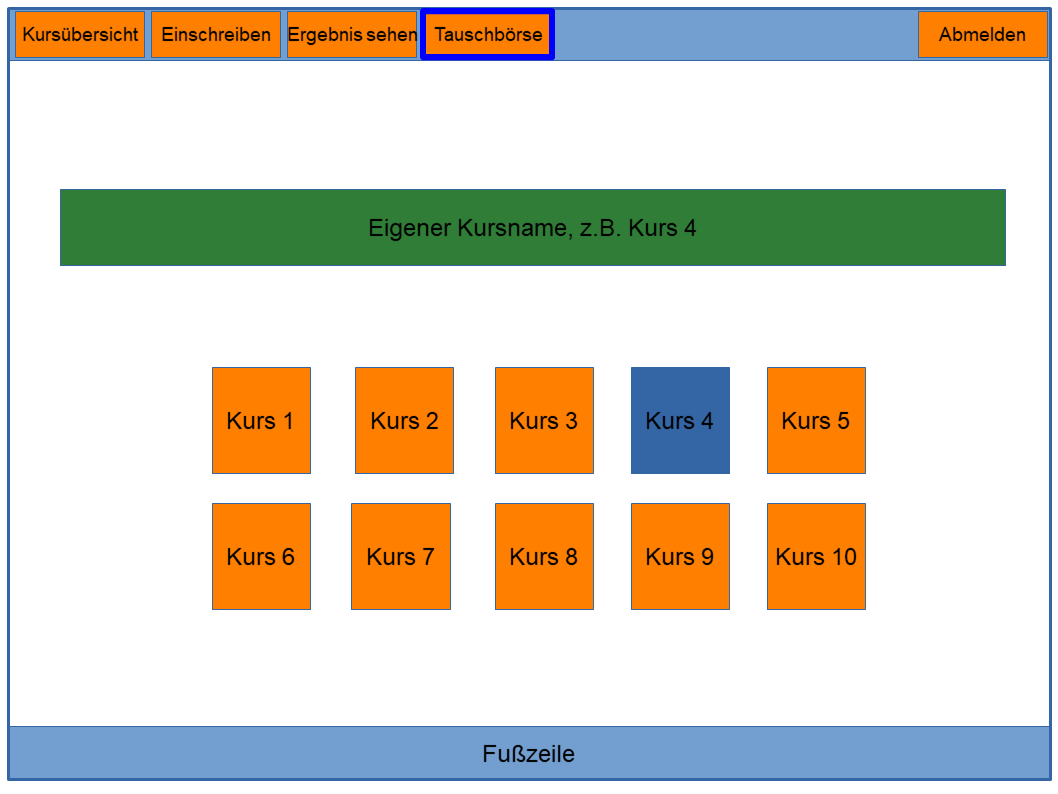 Kursübersicht Einschreiben Ergebnis sehen Tauschbörse Abmelden
Eigener Kursname, z.B. Kurs 4
Kurs 1 Kurs 2 Kurs 3 Kurs 4 Kurs 5
Kurs 6 Kurs 7 Kurs 8 Kurs 9 Kurs 10
Fußzeile